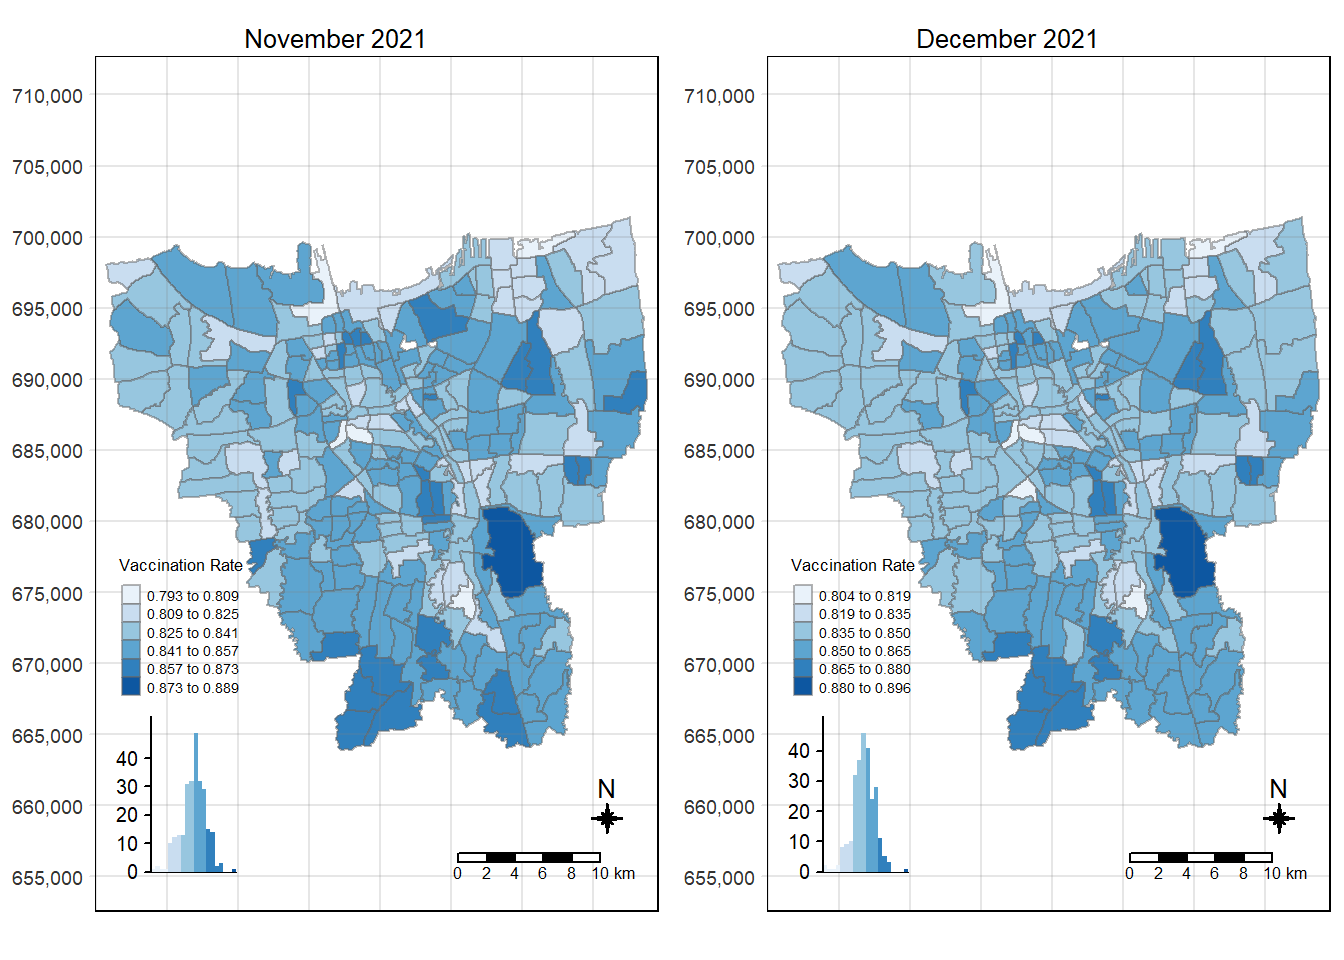 November 2021
710,000
705,000
700,000
695,000
690,000
685,000
680,000
675,000
670,000
665,000
660,000
655,000
Vaccination Rate
0.793 to 0.809
0.809 to 0.825
0.825 to 0.841
0.841 to 0.857
0.857 to 0.873
0.873 to 0.889
40
30
20
10
0
N
0 2 4 6 8 10 km
December 2021
710,000
705,000
700,000
695,000
690,000
685,000
680,000
675,000
670,000
665,000
660,000
655,000
Vaccination Rate
0.804 to 0.819
0.819 to 0.835
0.835 to 0.850
0.850 to 0.865
0.865 to 0.880
0.880 to 0.896
40
30
20
10
0
N
0 2 4 6 8 10 km